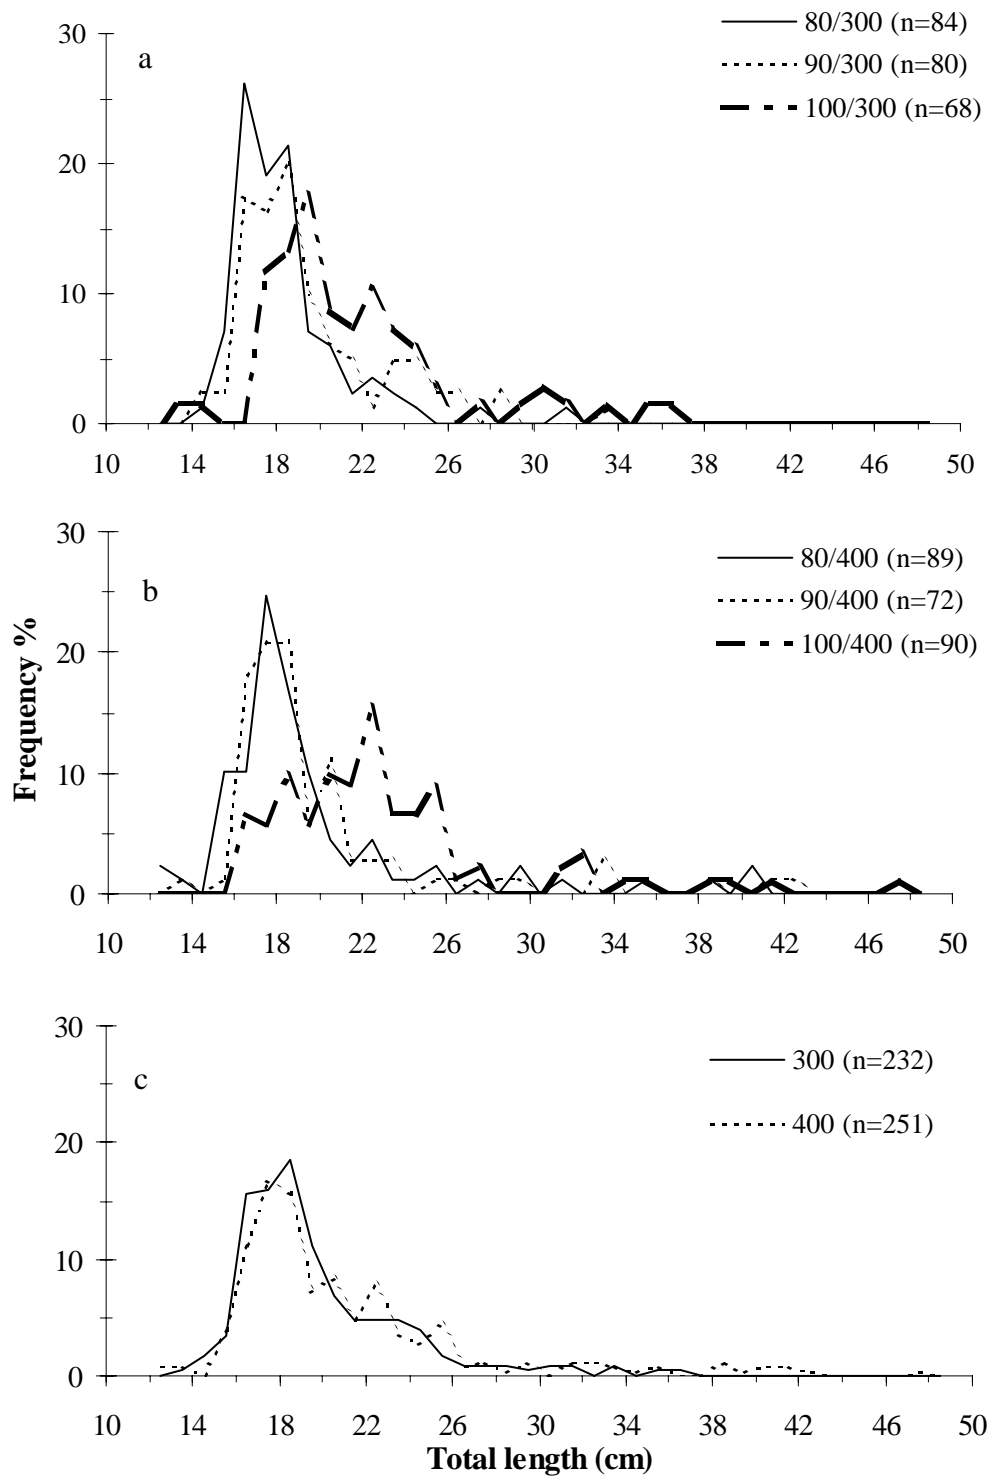 80/300 (n=84)
90/300 (n=80)
100/300 (n=68)
a
30
20
10
0
10 14 18 22 26 30 34 38 42 46 50
80/400 (n=89)
90/400 (n=72)
100/400 (n=90)
b
30
20
10
0
10 14 18 22 26 30 34 38 42 46 50
Frequency %
300 (n=232)
400 (n=251)
c
30
20
10
0
10 14 18 22 26 30 34 38 42 46 50
Total length (cm)